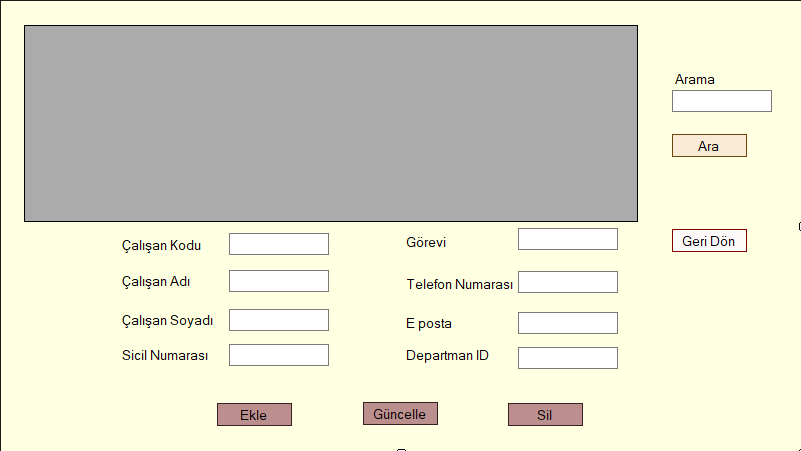 Arama
Ara
Geri Dön
Çalışan Kodu
Görevi
Çalışan Adı
Telefon Numarası
Çalışan Soyadı
E posta
Sicil Numarası
Departman ID
Ekle
Güncelle
Sil